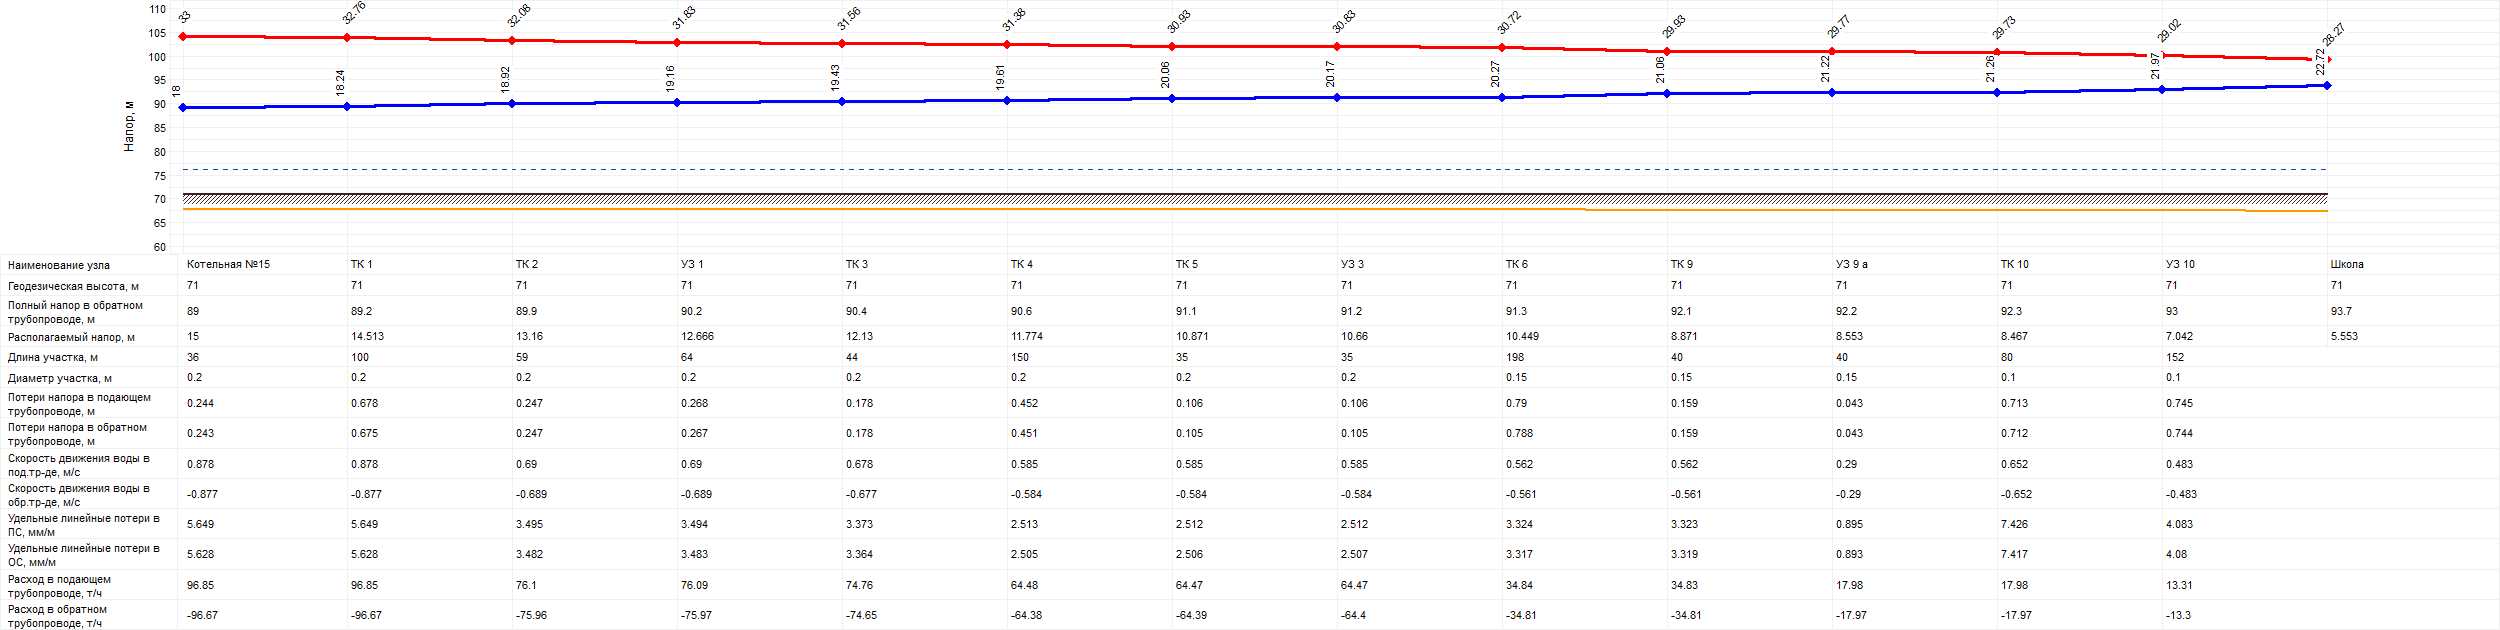 110
105
100
95
90
85
80
75
70
65
60
Напор, м
33
32.76
32.08
31.83
31.56
31.38
30.93
30.83
30.72
29.93
29.77
29.73
29.02
28.27
18
18.24
18.92
19.16
19.43
19.61
20.06
20.17
20.27
21.06
21.22
21.26
21.97
22.72
Наименование узла Котельная №15 ТК 1 ТК 2 УЗ 1 ТК 3 ТК 4 ТК 5 УЗ 3 ТК 6 ТК 9 УЗ 9 а ТК 10 УЗ 10 Школа
Геодезическая высота, м 71 71 71 71 71 71 71 71 71 71 71 71 71 71
Полный напор в обратном
трубопроводе, м 89 89.2 89.9 90.2 90.4 90.6 91.1 91.2 91.3 92.1 92.2 92.3 93 93.7
Располагаемый напор, м 15 14.513 13.16 12.666 12.13 11.774 10.871 10.66 10.449 8.871 8.553 8.467 7.042 5.553
Длина участка, м 36 100 59 64 44 150 35 35 198 40 40 80 152
Диаметр участка, м 0.2 0.2 0.2 0.2 0.2 0.2 0.2 0.2 0.15 0.15 0.15 0.1 0.1
Потери напора в подающем
трубопроводе, м 0.244 0.678 0.247 0.268 0.178 0.452 0.106 0.106 0.79 0.159 0.043 0.713 0.745
Потери напора в обратном
трубопроводе, м 0.243 0.675 0.247 0.267 0.178 0.451 0.105 0.105 0.788 0.159 0.043 0.712 0.744
Скорость движения воды в
под.тр-де, м/с 0.878 0.878 0.69 0.69 0.678 0.585 0.585 0.585 0.562 0.562 0.29 0.652 0.483
Скорость движения воды в
обр.тр-де, м/с -0.877 -0.877 -0.689 -0.689 -0.677 -0.584 -0.584 -0.584 -0.561 -0.561 -0.29 -0.652 -0.483
Удельные линейные потери в
ПС, мм/м 5.649 5.649 3.495 3.494 3.373 2.513 2.512 2.512 3.324 3.323 0.895 7.426 4.083
Удельные линейные потери в
ОС, мм/м 5.628 5.628 3.482 3.483 3.364 2.505 2.506 2.507 3.317 3.319 0.893 7.417 4.08
Расход в подающем
трубопроводе, т/ч 96.85 96.85 76.1 76.09 74.76 64.48 64.47 64.47 34.84 34.83 17.98 17.98 13.31
Расход в обратном
трубопроводе, т/ч -96.67 -96.67 -75.96 -75.97 -74.65 -64.38 -64.39 -64.4 -34.81 -34.81 -17.97 -17.97 -13.3